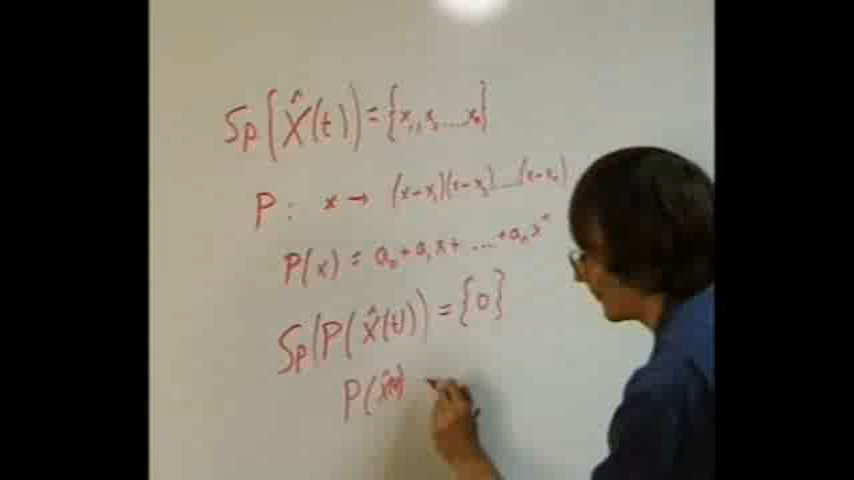 Sp(X̂(t)) = {x₁, x₂ ..... xₙ}
P : x → (x-x₁)(x-x₂).....(x-xₙ)
P(x) = a₀ + a₁x + ... + aₙxⁿ
Sp(P(X̂(t))) = {0}
P(X̂(t))